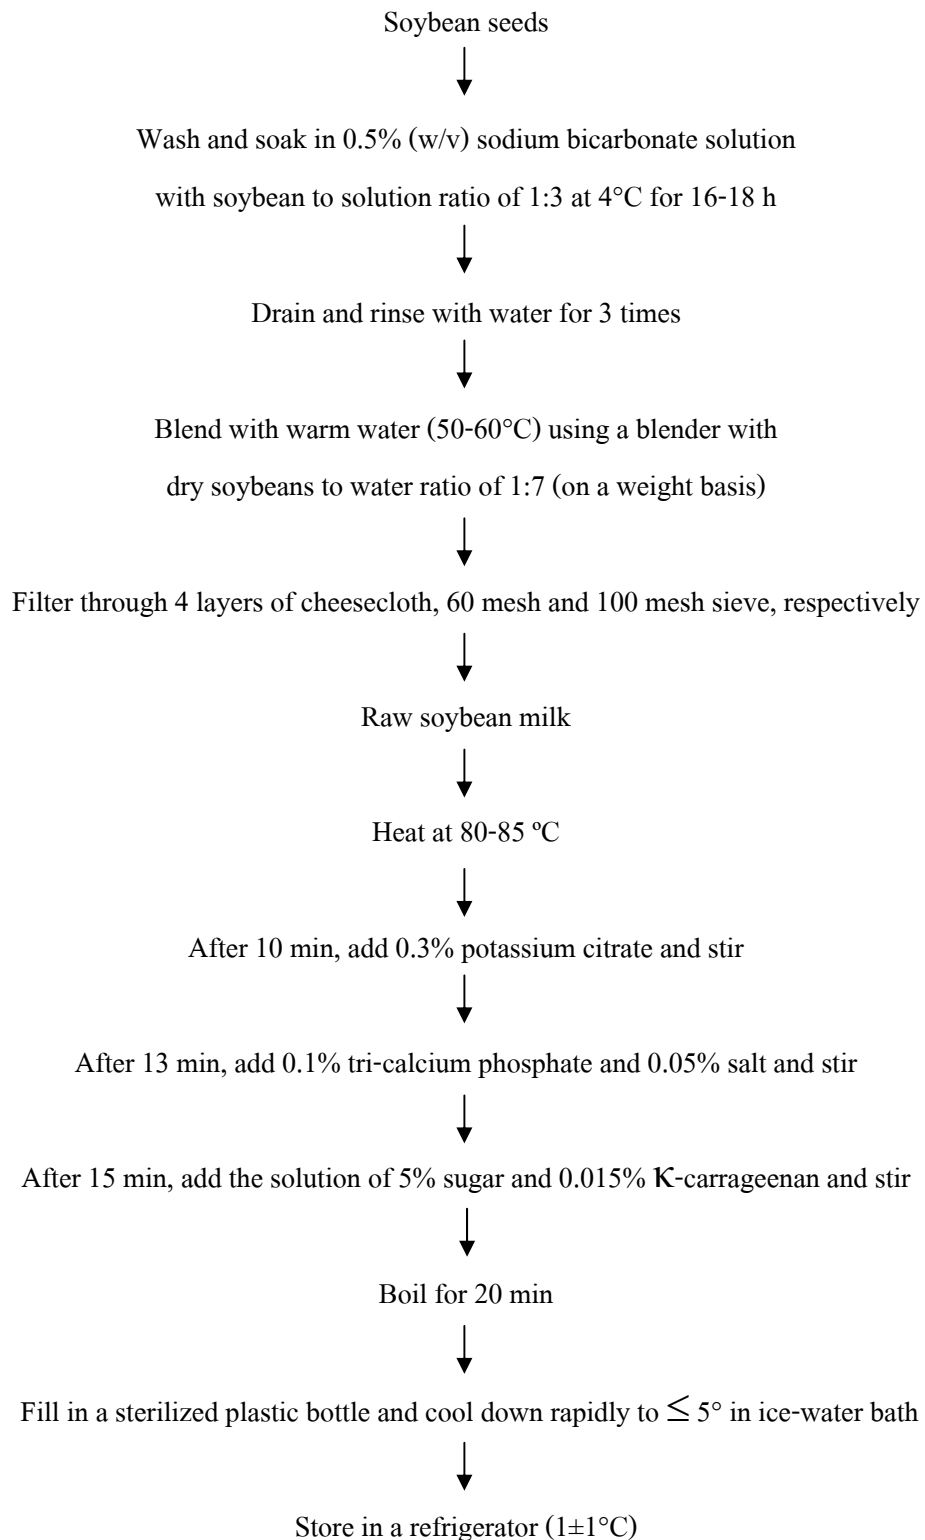 Soybean seeds
Wash and soak in 0.5% (w/v) sodium bicarbonate solution
with soybean to solution ratio of 1:3 at 4°C for 16-18 h
Drain and rinse with water for 3 times
Blend with warm water (50-60°C) using a blender with
dry soybeans to water ratio of 1:7 (on a weight basis)
Filter through 4 layers of cheesecloth, 60 mesh and 100 mesh sieve, respectively
Raw soybean milk
Heat at 80-85 ºC
After 10 min, add 0.3% potassium citrate and stir
After 13 min, add 0.1% tri-calcium phosphate and 0.05% salt and stir
After 15 min, add the solution of 5% sugar and 0.015% κ-carrageenan and stir
Boil for 20 min
Fill in a sterilized plastic bottle and cool down rapidly to ≤ 5° in ice-water bath
Store in a refrigerator (1±1°C)